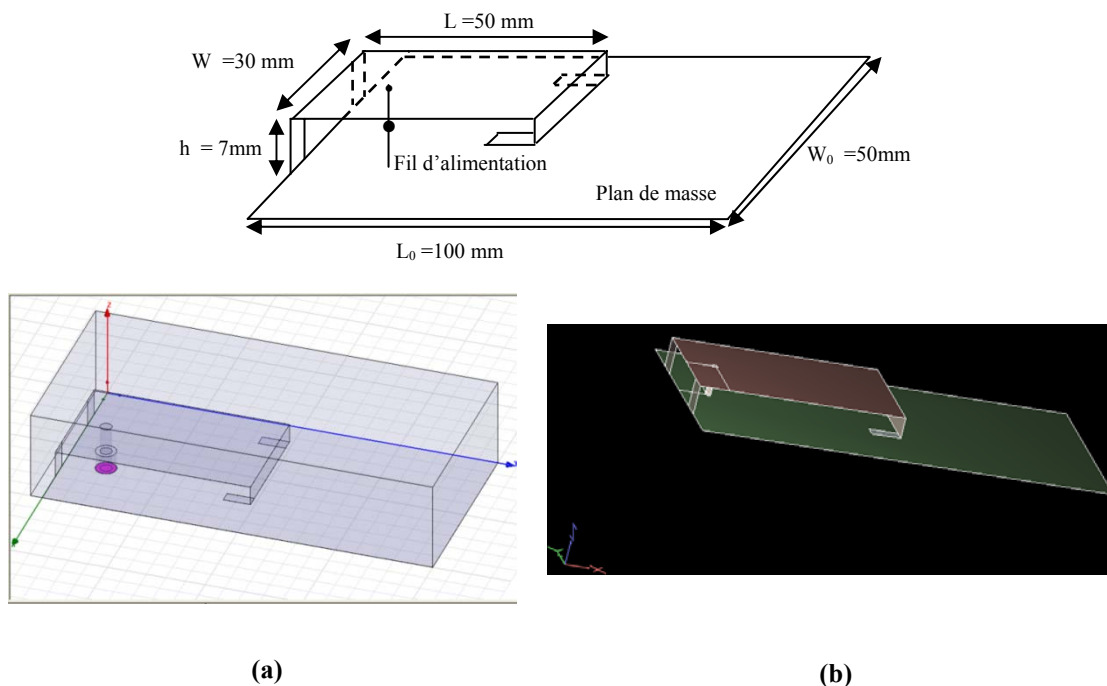 L =50 mm
W =30 mm
h = 7mm
Fil d'alimentation
W₀ =50mm
Plan de masse
L₀ =100 mm
(a)
(b)